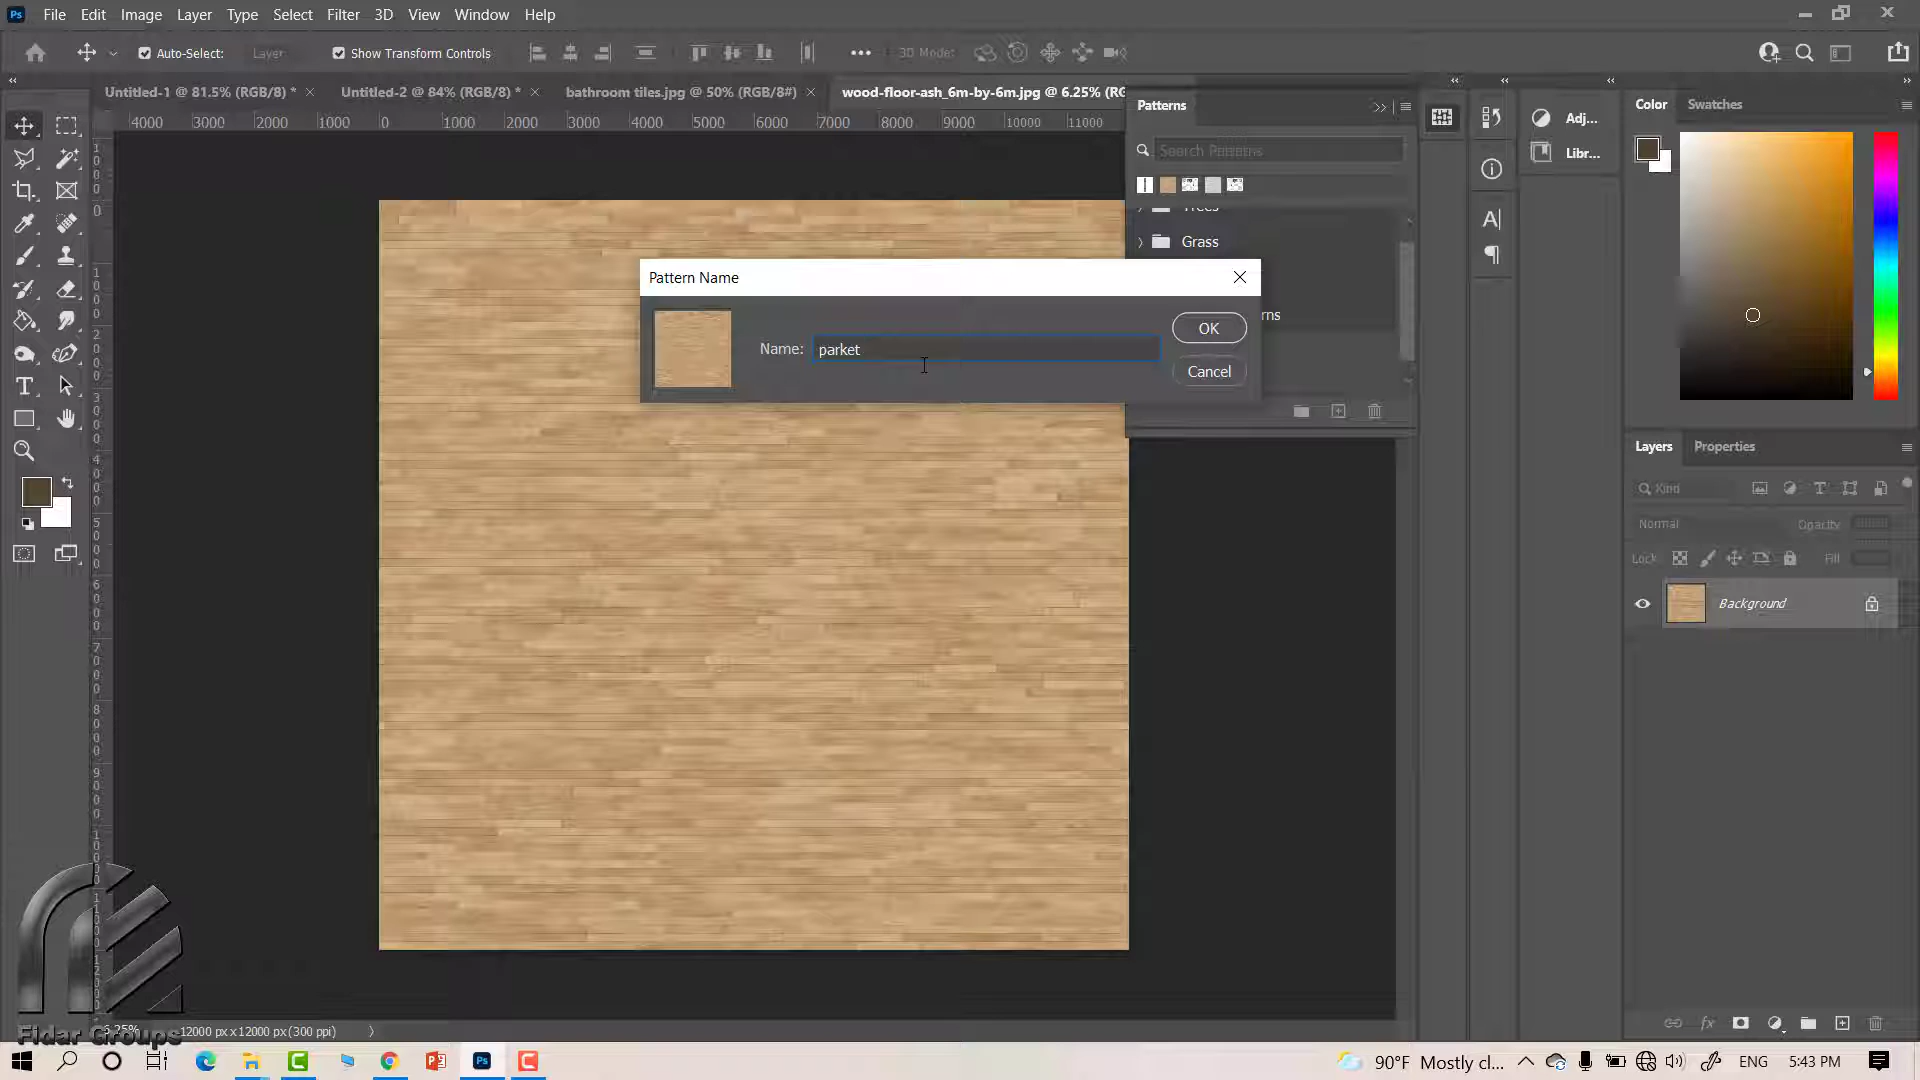 Ps File Edit Image Layer Type Select Filter 3D View Window Help
Auto-Select: Layer Show Transform Controls ••• 3D Mode:
Untitled-1 @ 81.5% (RGB/8) * × Untitled-2 @ 84% (RGB/8) * × bathroom tiles.jpg @ 50% (RGB/8#) × wood-floor-ash_6m-by-6m.jpg @ 6.25% (RG
4000 3000 2000 1000 0 1000 2000 3000 4000 5000 6000 7000 8000 9000 10000 11000
Patterns
Search Patterns
Trees
Grass
rns
Pattern Name
Name: parket
OK
Cancel
Adj...
Libr...
Color Swatches
Layers Properties
Kind
Normal Opacity:
Lock: Fill:
Background
6.25% 12000 px x 12000 px (300 ppi)
Fidar Groups
90°F Mostly cl... ENG 5:43 PM